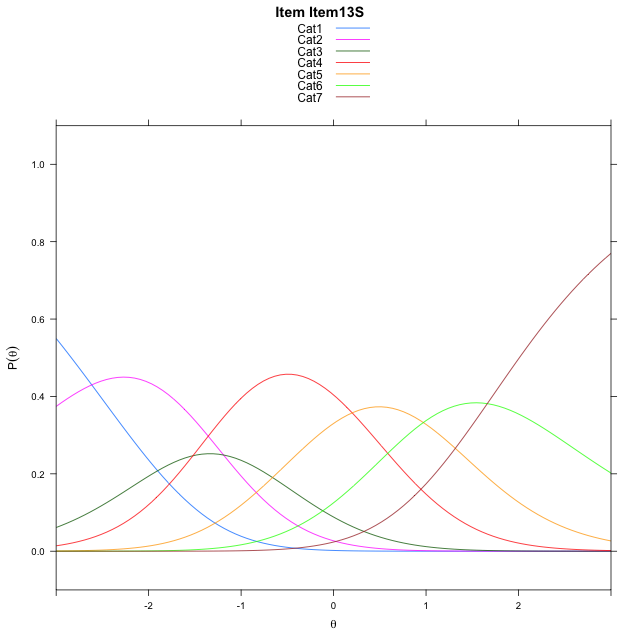 Item Item13S
Cat1
Cat2
Cat3
Cat4
Cat5
Cat6
Cat7
1.0
0.8
0.6
0.4
0.2
0.0
P(θ)
-2 -1 0 1 2
θ